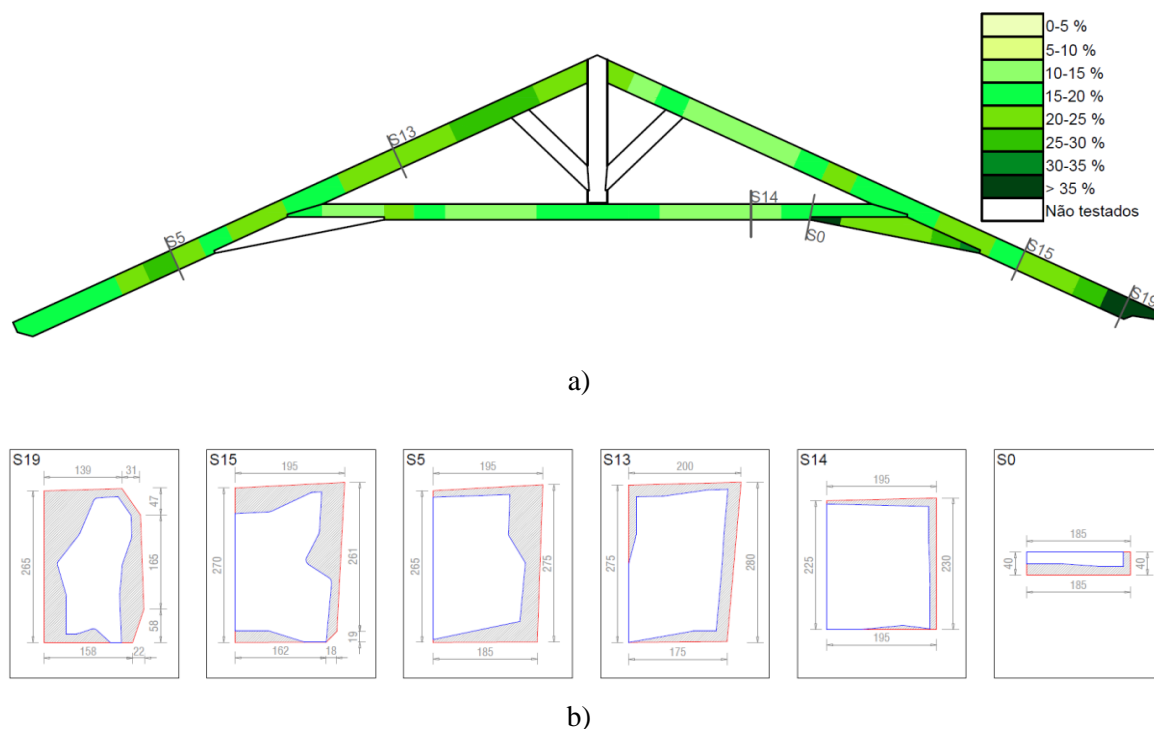 0-5 %
5-10 %
10-15 %
15-20 %
20-25 %
25-30 %
30-35 %
> 35 %
Não testados
S13
S14
S5
S0
S15
S19
a)
S19
139
31
47
265
165
58
158
22
S15
195
270
261
19
162
18
S5
195
265
275
185
S13
200
275
280
175
S14
195
225
230
195
S0
185
40
40
185
b)